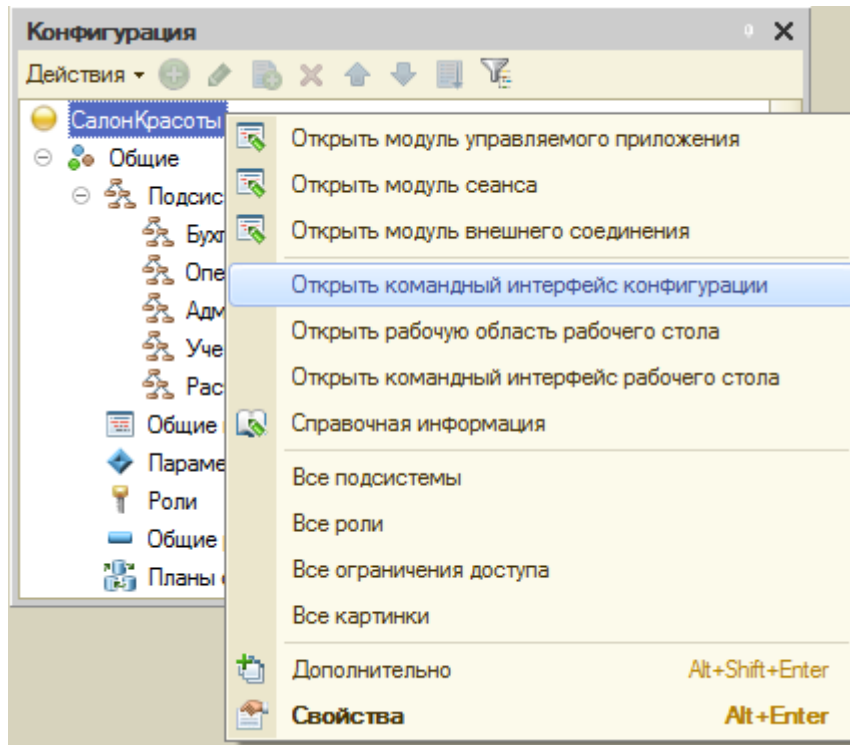 Конфигурация
Действия
СалонКрасоты
Общие
Подсис
Бухг
Опе
Адм
Уче
Рас
Общие
Параме
Роли
Общие
Планы
Открыть модуль управляемого приложения
Открыть модуль сеанса
Открыть модуль внешнего соединения
Открыть командный интерфейс конфигурации
Открыть рабочую область рабочего стола
Открыть командный интерфейс рабочего стола
Справочная информация
Все подсистемы
Все роли
Все ограничения доступа
Все картинки
Дополнительно Alt+Shift+Enter
Свойства Alt+Enter